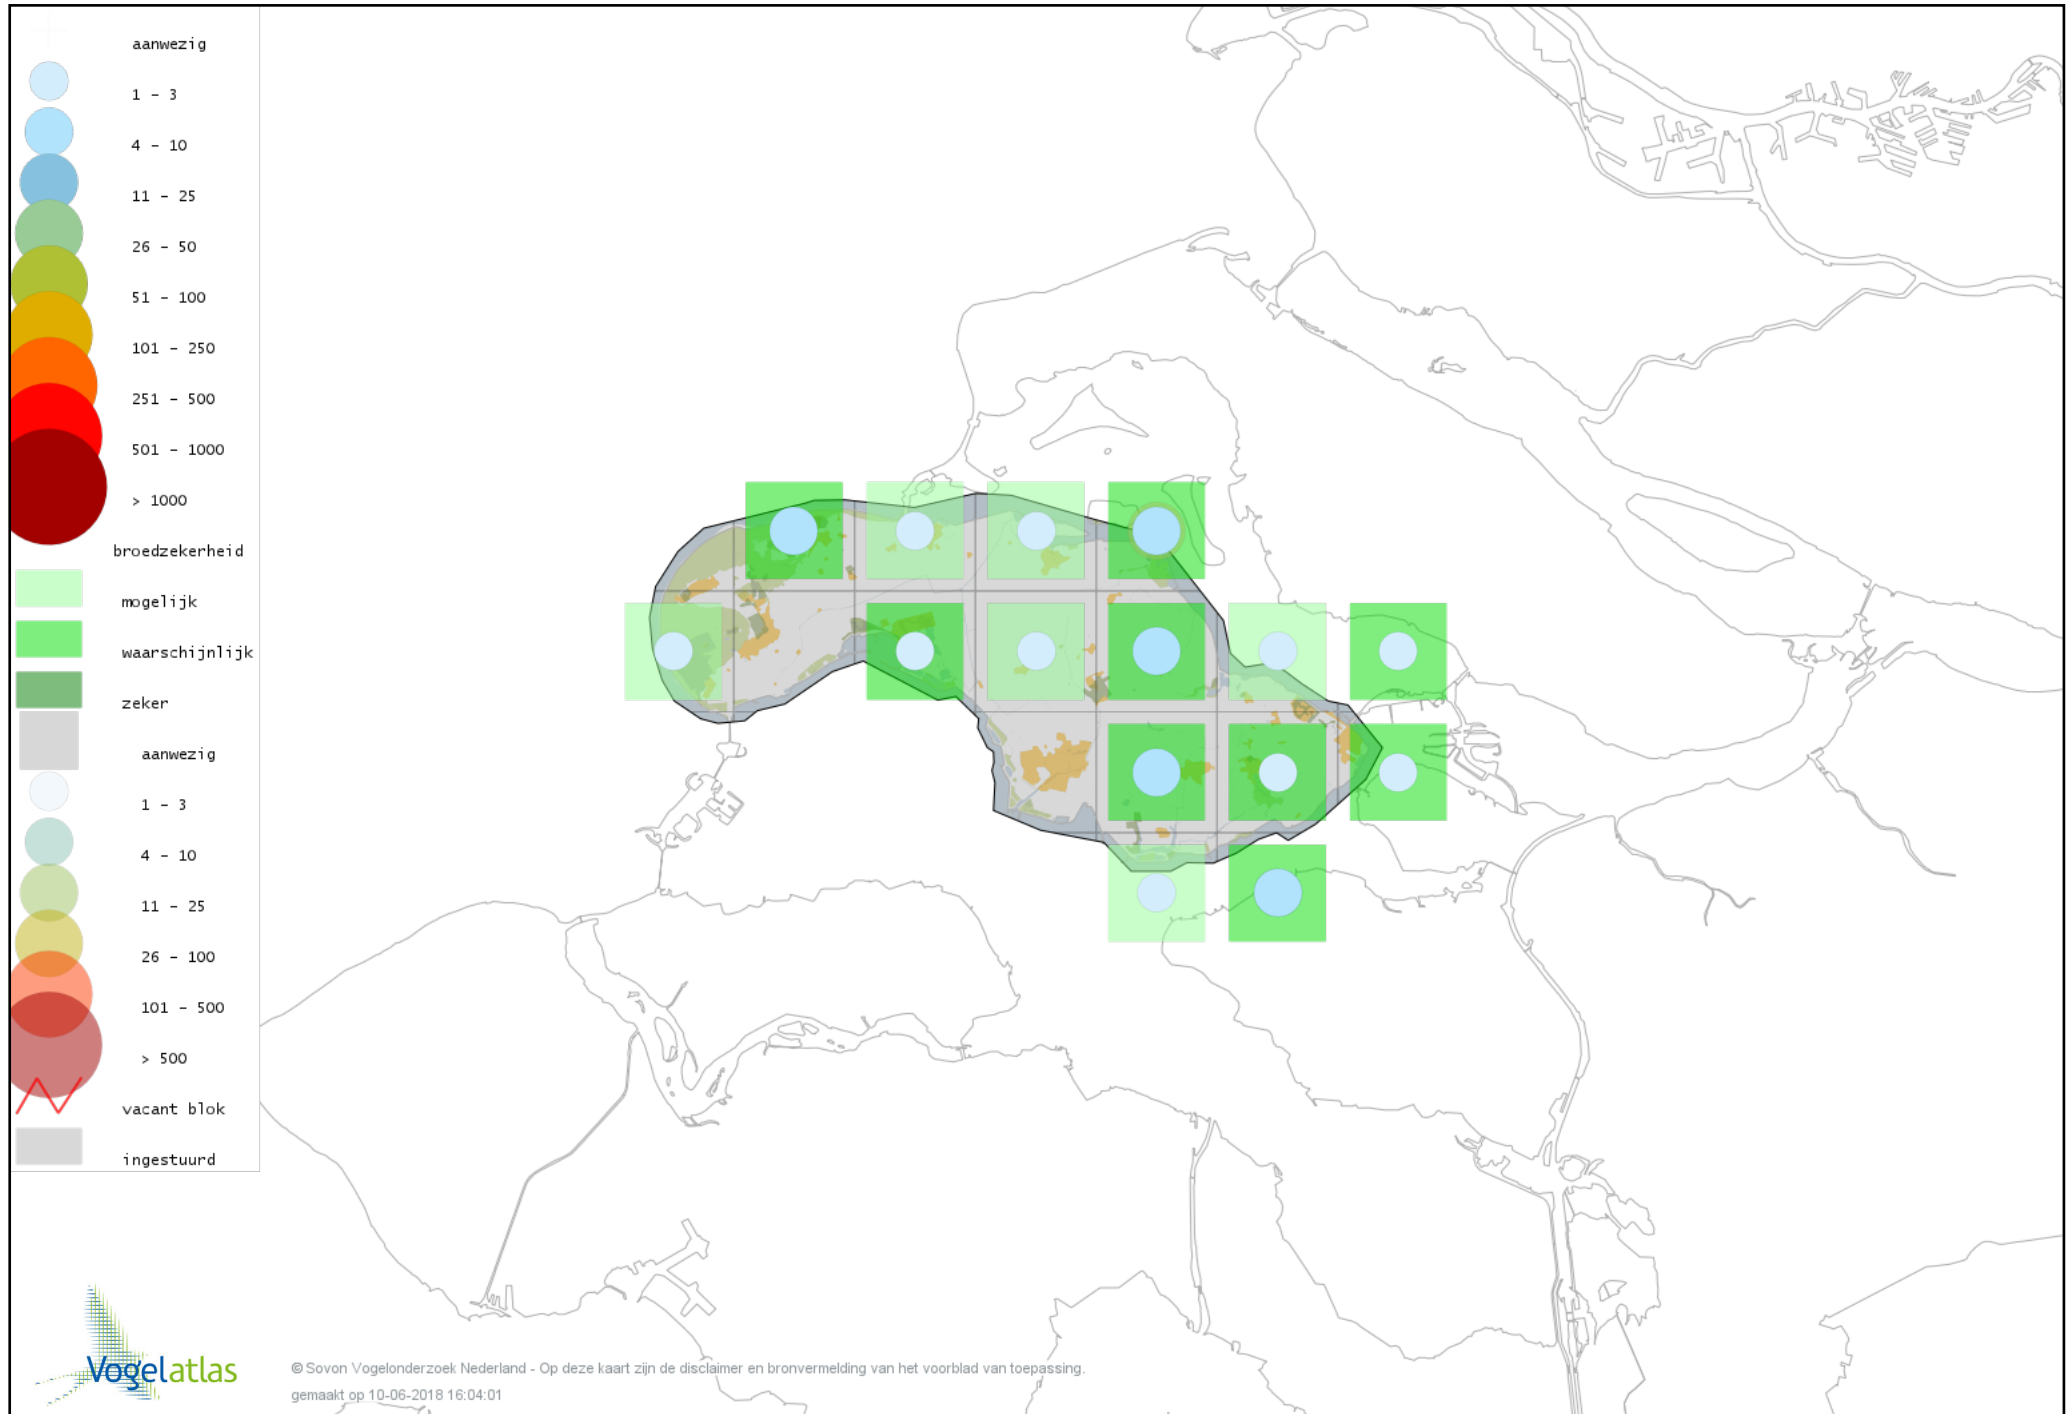 aanwezig
1 - 3
4 - 10
11 - 25
26 - 50
51 - 100
101 - 250
251 - 500
501 - 1000
> 1000
broedzekerheid
mogelijk
waarschijnlijk
zeker
aanwezig
1 - 3
4 - 10
11 - 25
26 - 100
101 - 500
> 500
vacant blok
ingestuurd
Vogelatlas
© Sovon Vogelonderzoek Nederland - Op deze kaart zijn de disclaimer en bronvermelding van het voorblad van toepassing.
gemaakt op 10-06-2018 16:04:01